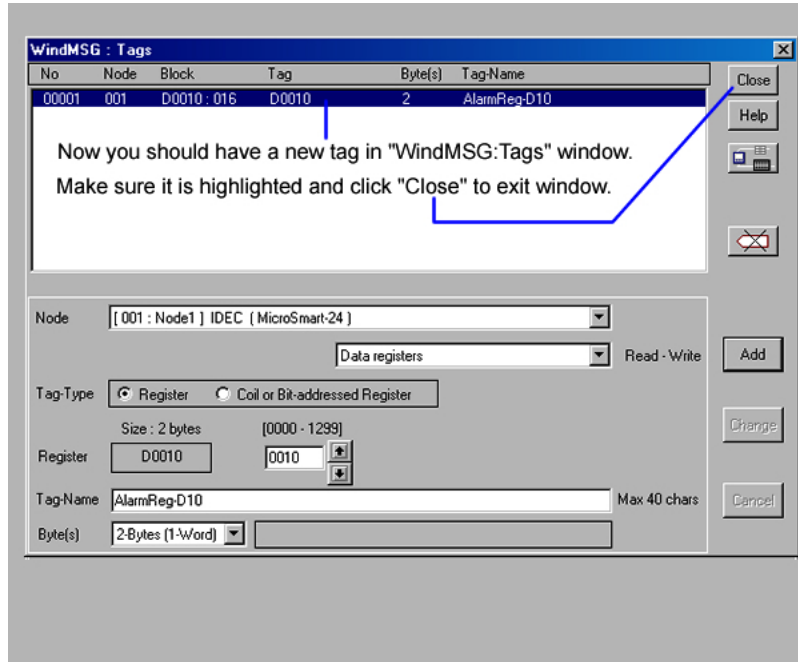 WindMSG : Tags
No Node Block Tag Byte(s) Tag-Name
Close
00001 001 D0010 : 016 D0010 2 AlarmReg-D10
Help
Now you should have a new tag in "WindMSG:Tags" window.
Make sure it is highlighted and click "Close" to exit window.
Node [ 001 : Node1 ] IDEC ( MicroSmart-24 )
Data registers Read - Write Add
Tag-Type Register Coil or Bit-addressed Register
Size : 2 bytes [0000 - 1299]
Change
Register D0010 0010
Tag-Name AlarmReg-D10 Max 40 chars Cancel
Byte(s) 2-Bytes (1-Word)